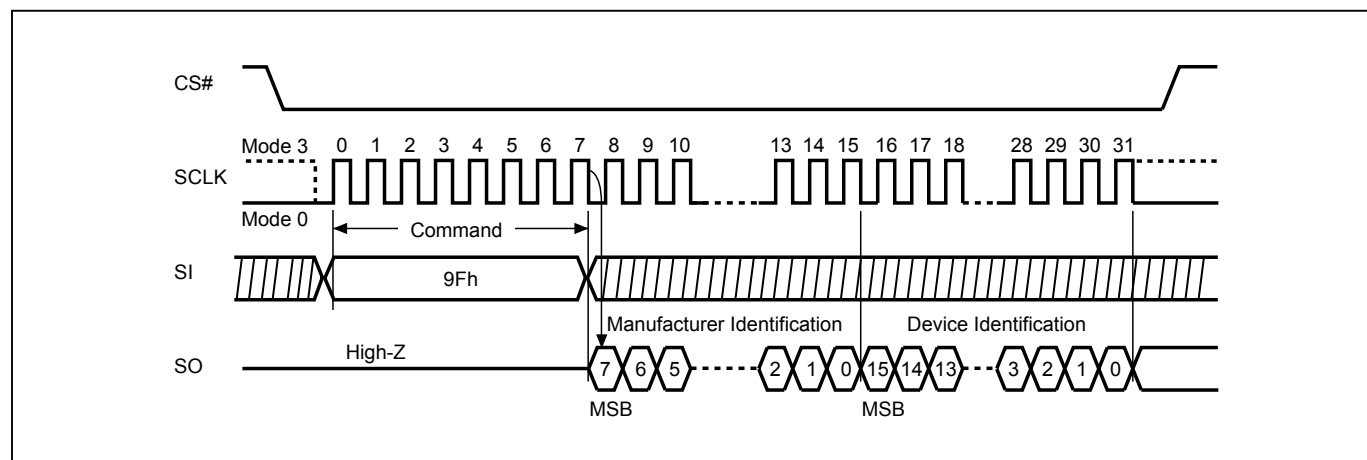 CS#
Mode 3 0 1 2 3 4 5 6 7 8 9 10 13 14 15 16 17 18 28 29 30 31
SCLK
Mode 0
Command
SI 9Fh
Manufacturer Identification Device Identification
High-Z
SO 7 6 5 2 1 0 15 14 13 3 2 1 0
MSB MSB